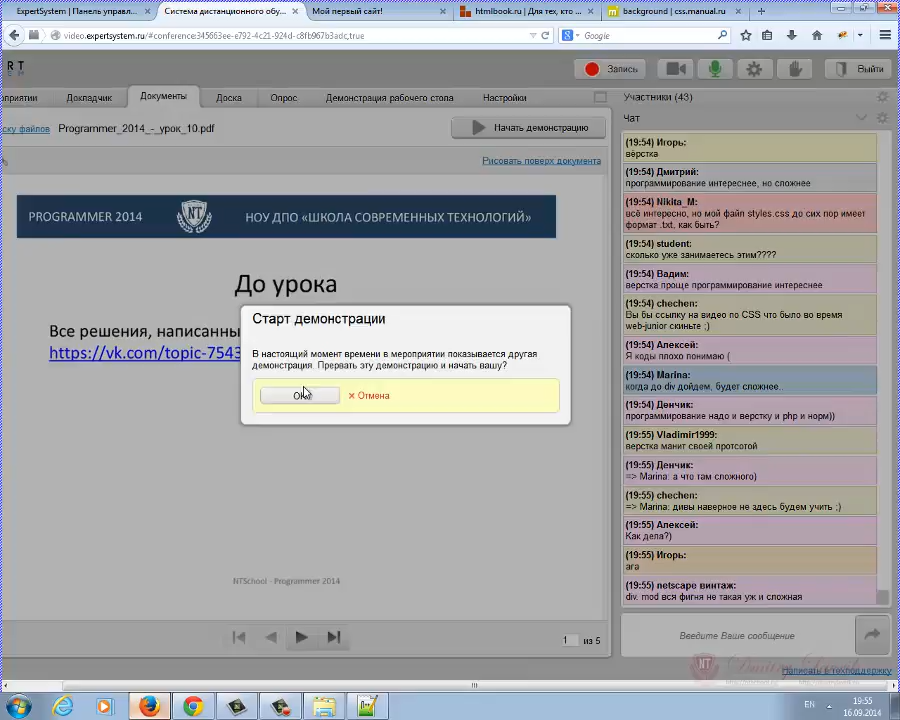 ExpertSystem | Панель управл...
Система дистанционного обу...
Мой первый сайт!
htmlbook.ru | Для тех, кто ...
background | css.manual.ru
video.expertsystem.ru/#conference:345663ee-e792-4c21-924d-c8fb967b3adc,true
Google
RT
Запись
Выйти
Докладчик
Документы
Доска
Опрос
Демонстрация рабочего стола
Настройки
Участники (43)
Чат
ску файлов
Programmer_2014_-_урок_10.pdf
Начать демонстрацию
Рисовать поверх документа
PROGRAMMER 2014
NT
НОУ ДПО «ШКОЛА СОВРЕМЕННЫХ ТЕХНОЛОГИЙ»
До урока
Все решения, написанны
https://vk.com/topic-7543
Старт демонстрации
В настоящий момент времени в мероприятии показывается другая
демонстрация. Прервать эту демонстрацию и начать вашу?
Отмена
NTSchool - Programmer 2014
1 из 5
(19:54) Игорь:
вёрстка
(19:54) Дмитрий:
программирование интереснее, но сложнее
(19:54) Nikita_M:
всё интересно, но мой файл styles.css до сих пор имеет
формат .txt, как быть?
(19:54) student:
сколько уже занимаетесь этим????
(19:54) Вадим:
верстка проще програмирование интереснее
(19:54) chechen:
Вы бы ссылку на видео по CSS что было во время
web-junior скиньте ;)
(19:54) Алексей:
Я коды плохо понимаю (
(19:54) Marina:
когда до div дойдем, будет сложнее..
(19:54) Денчик:
программирование надо и верстку и php и норм))
(19:55) Vladimir1999:
верстка манит своей протсотой
(19:55) Денчик:
=> Marina: а что там сложного)
(19:55) chechen:
=> Marina: дивы наверное не здесь будем учить ;)
(19:55) Алексей:
Как дела?)
(19:55) Игорь:
ага
(19:55) netscape винтаж:
div. mod вся фигня не такая уж и сложная
Введите Ваше сообщение
Написать в техподдержку
NT
EN
19:55
16.09.2014